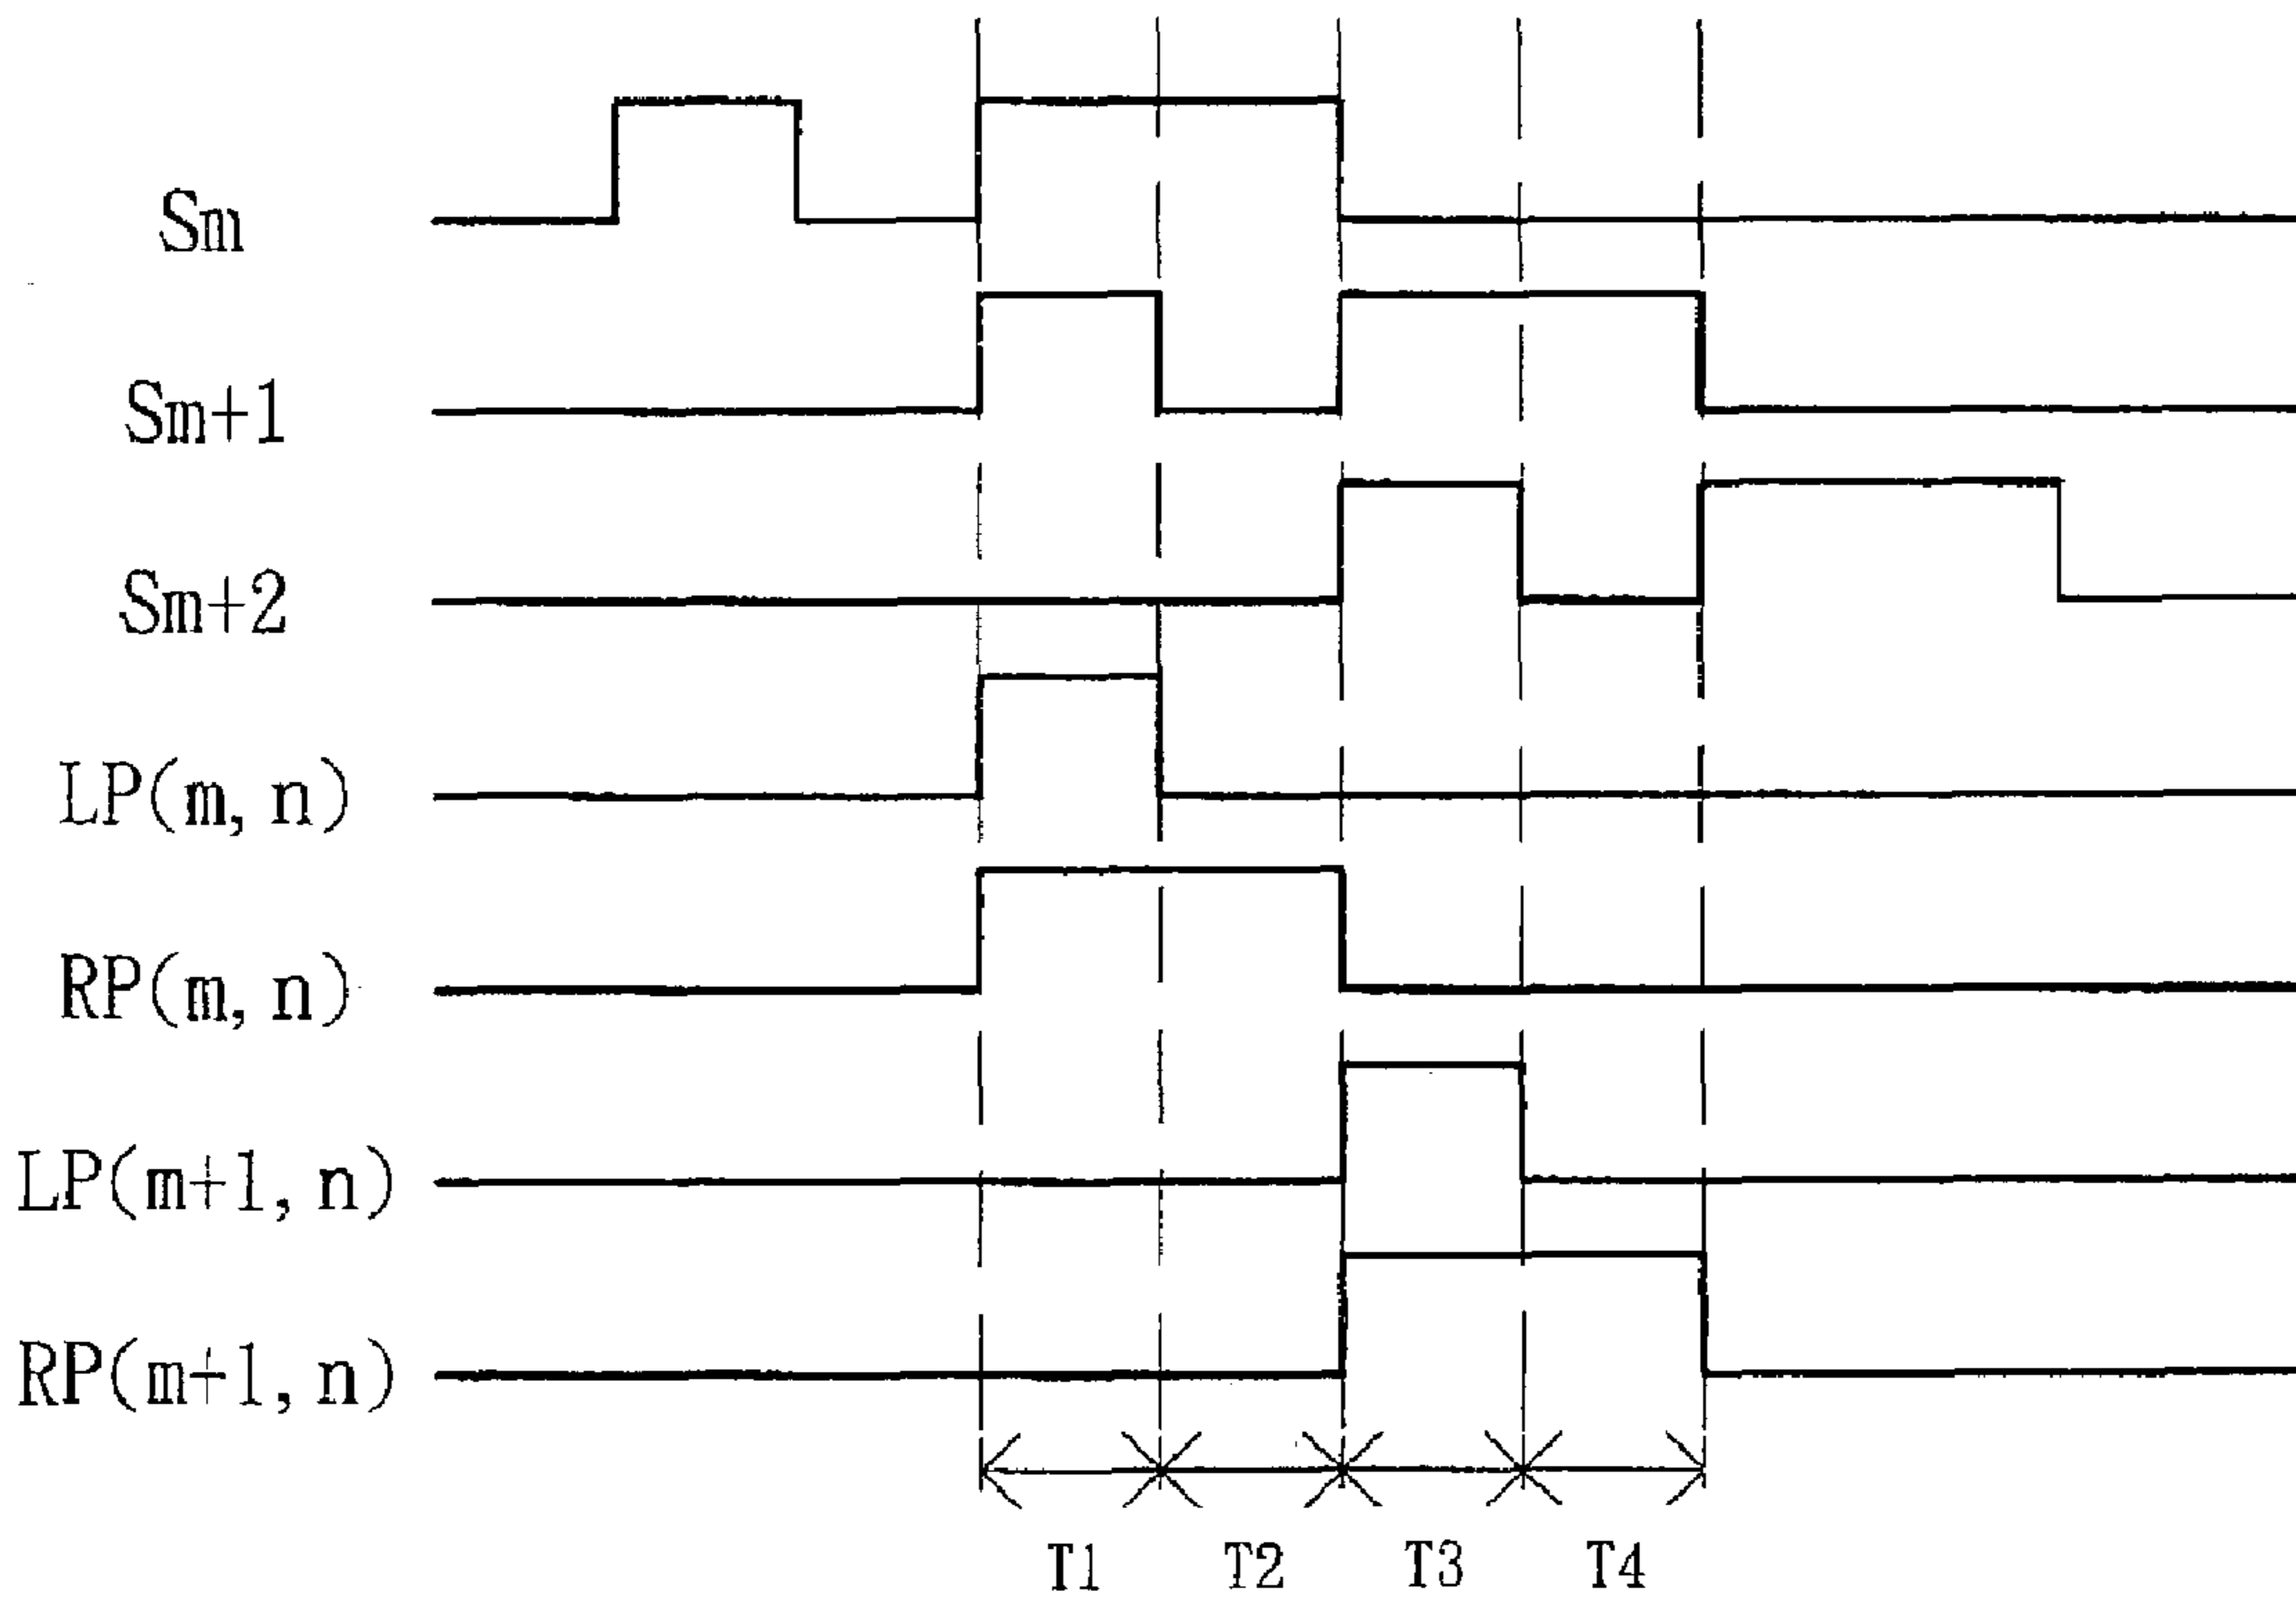 Sm
Sm+1
Sm+2
LP(m, n)
RP(m, n)
LP(m+1, n)
RP(m+1, n)
T1 T2 T3 T4